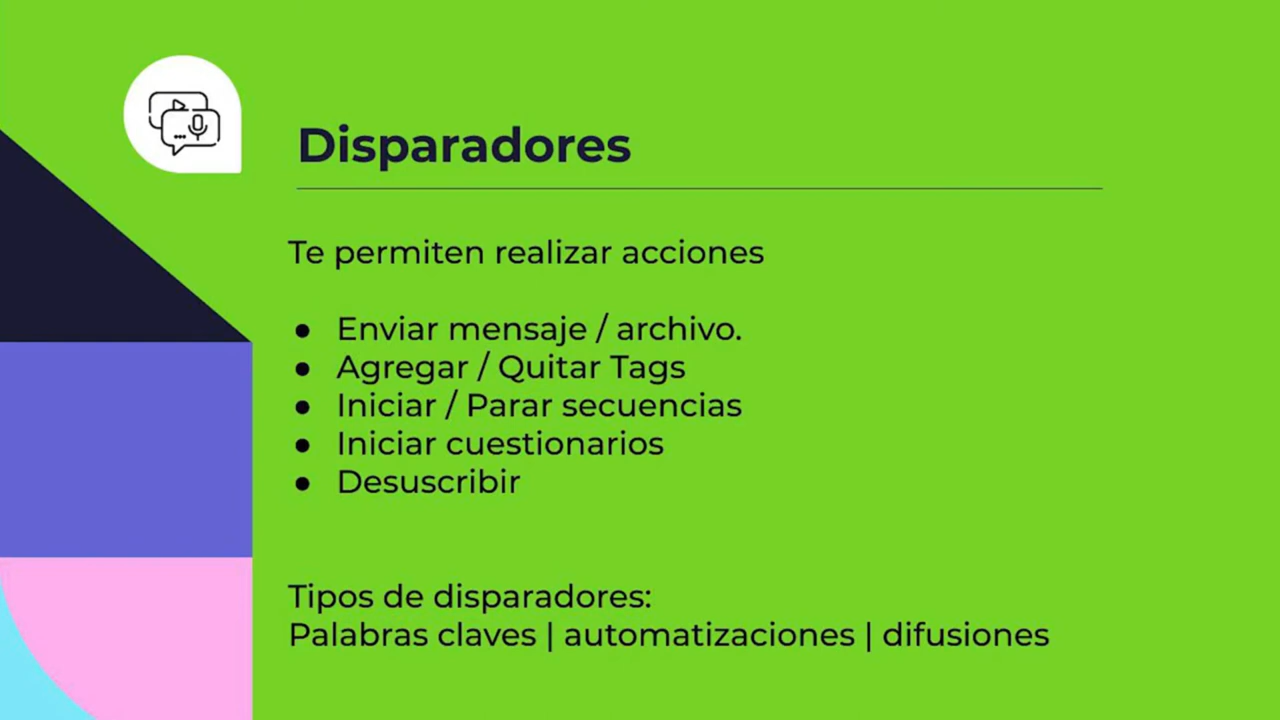 Disparadores
Te permiten realizar acciones
● Enviar mensaje / archivo.
● Agregar / Quitar Tags
● Iniciar / Parar secuencias
● Iniciar cuestionarios
● Desuscribir
Tipos de disparadores:
Palabras claves | automatizaciones | difusiones